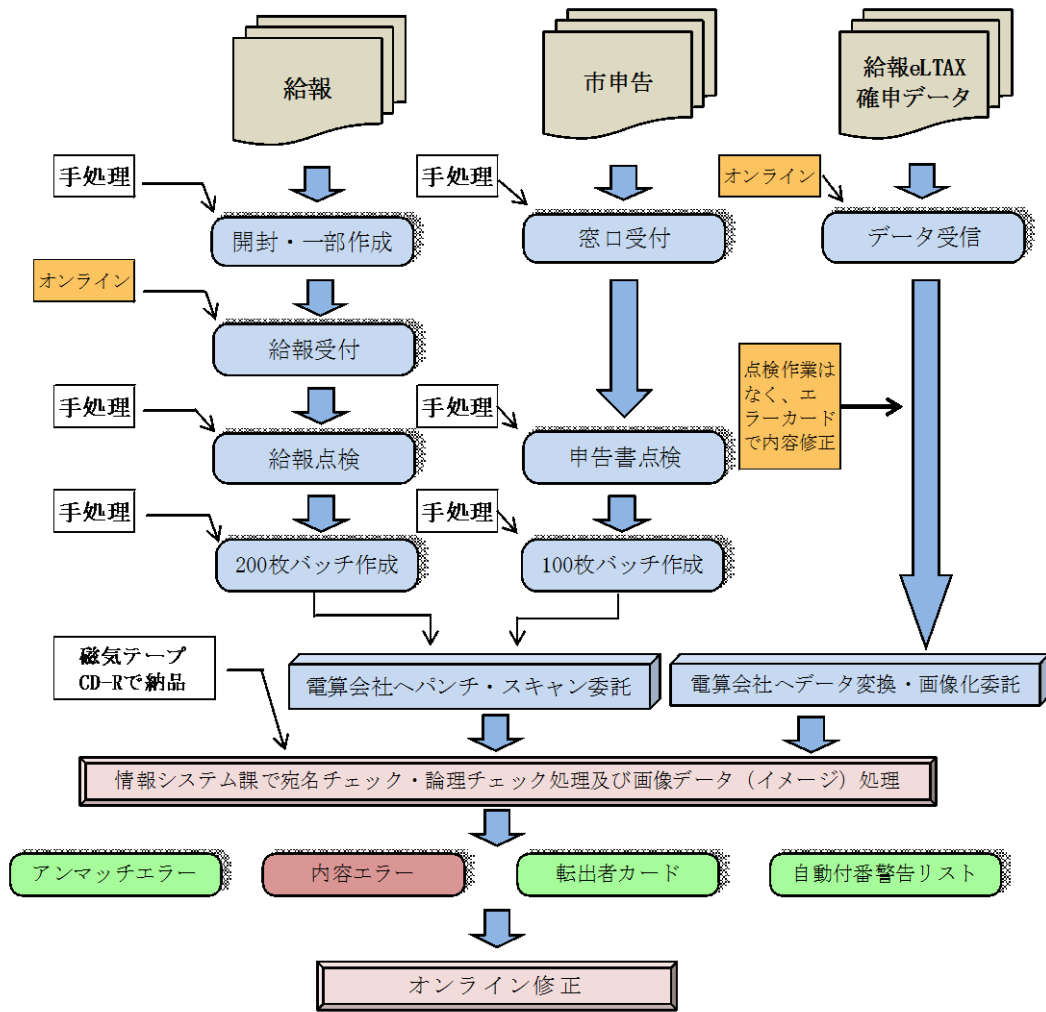 給報
市申告
給報eLTAX
確申データ
手処理
手処理
オンライン
開封・一部作成
窓口受付
データ受信
オンライン
給報受付
点検作業は
なく、エ
ラーカード
で内容修正
手処理
手処理
給報点検
申告書点検
手処理
手処理
200枚バッチ作成
100枚バッチ作成
磁気テープ
CD-Rで納品
電算会社へパンチ・スキャン委託
電算会社へデータ変換・画像化委託
情報システム課で宛名チェック・論理チェック処理及び画像データ（イメージ）処理
アンマッチエラー
内容エラー
転出者カード
自動付番警告リスト
オンライン修正